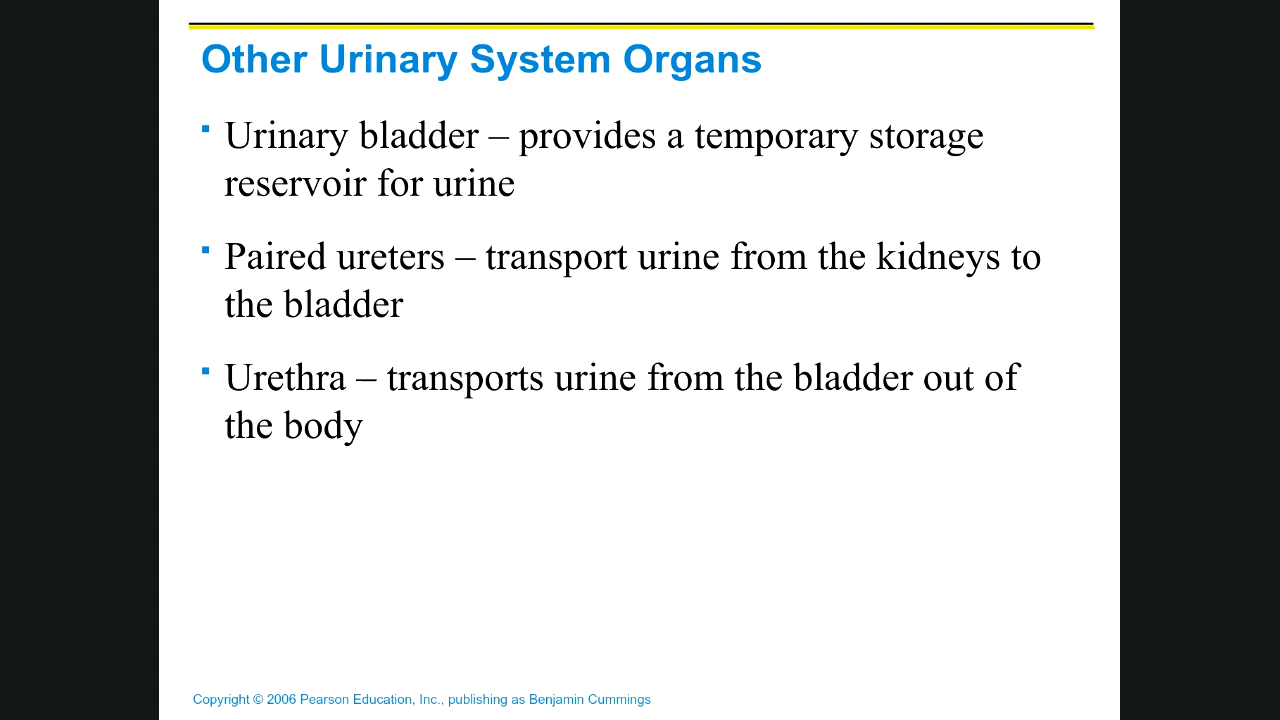 Other Urinary System Organs
▪ Urinary bladder – provides a temporary storage
reservoir for urine
▪ Paired ureters – transport urine from the kidneys to
the bladder
▪ Urethra – transports urine from the bladder out of
the body
Copyright © 2006 Pearson Education, Inc., publishing as Benjamin Cummings